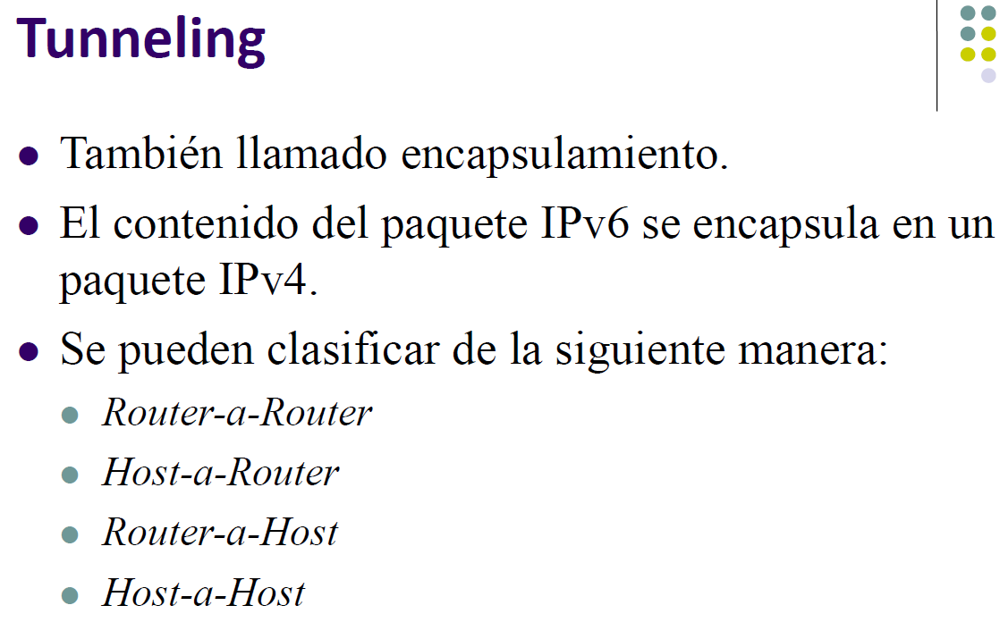 Tunneling
También llamado encapsulamiento.
El contenido del paquete IPv6 se encapsula en un
paquete IPv4.
Se pueden clasificar de la siguiente manera:
Router-a-Router
Host-a-Router
Router-a-Host
Host-a-Host